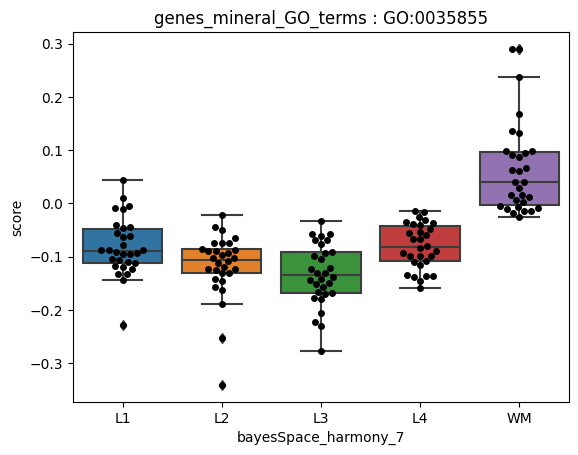 genes_mineral_GO_terms : GO:0035855
0.3
0.2
0.1
0.0
−0.1
−0.2
−0.3
score
L1 L2 L3 L4 WM
bayesSpace_harmony_7